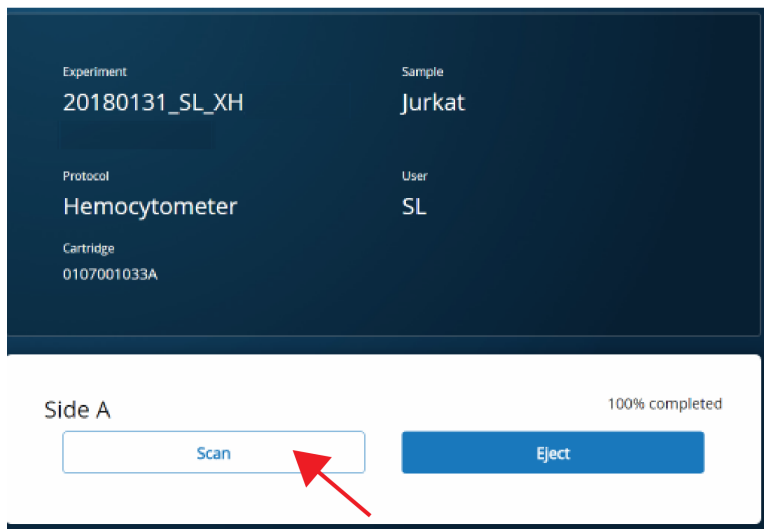 Experiment
20180131_SL_XH
Sample
Jurkat
Protocol
Hemocytometer
User
SL
Cartridge
0107001033A
Side A
100% completed
Scan
Eject